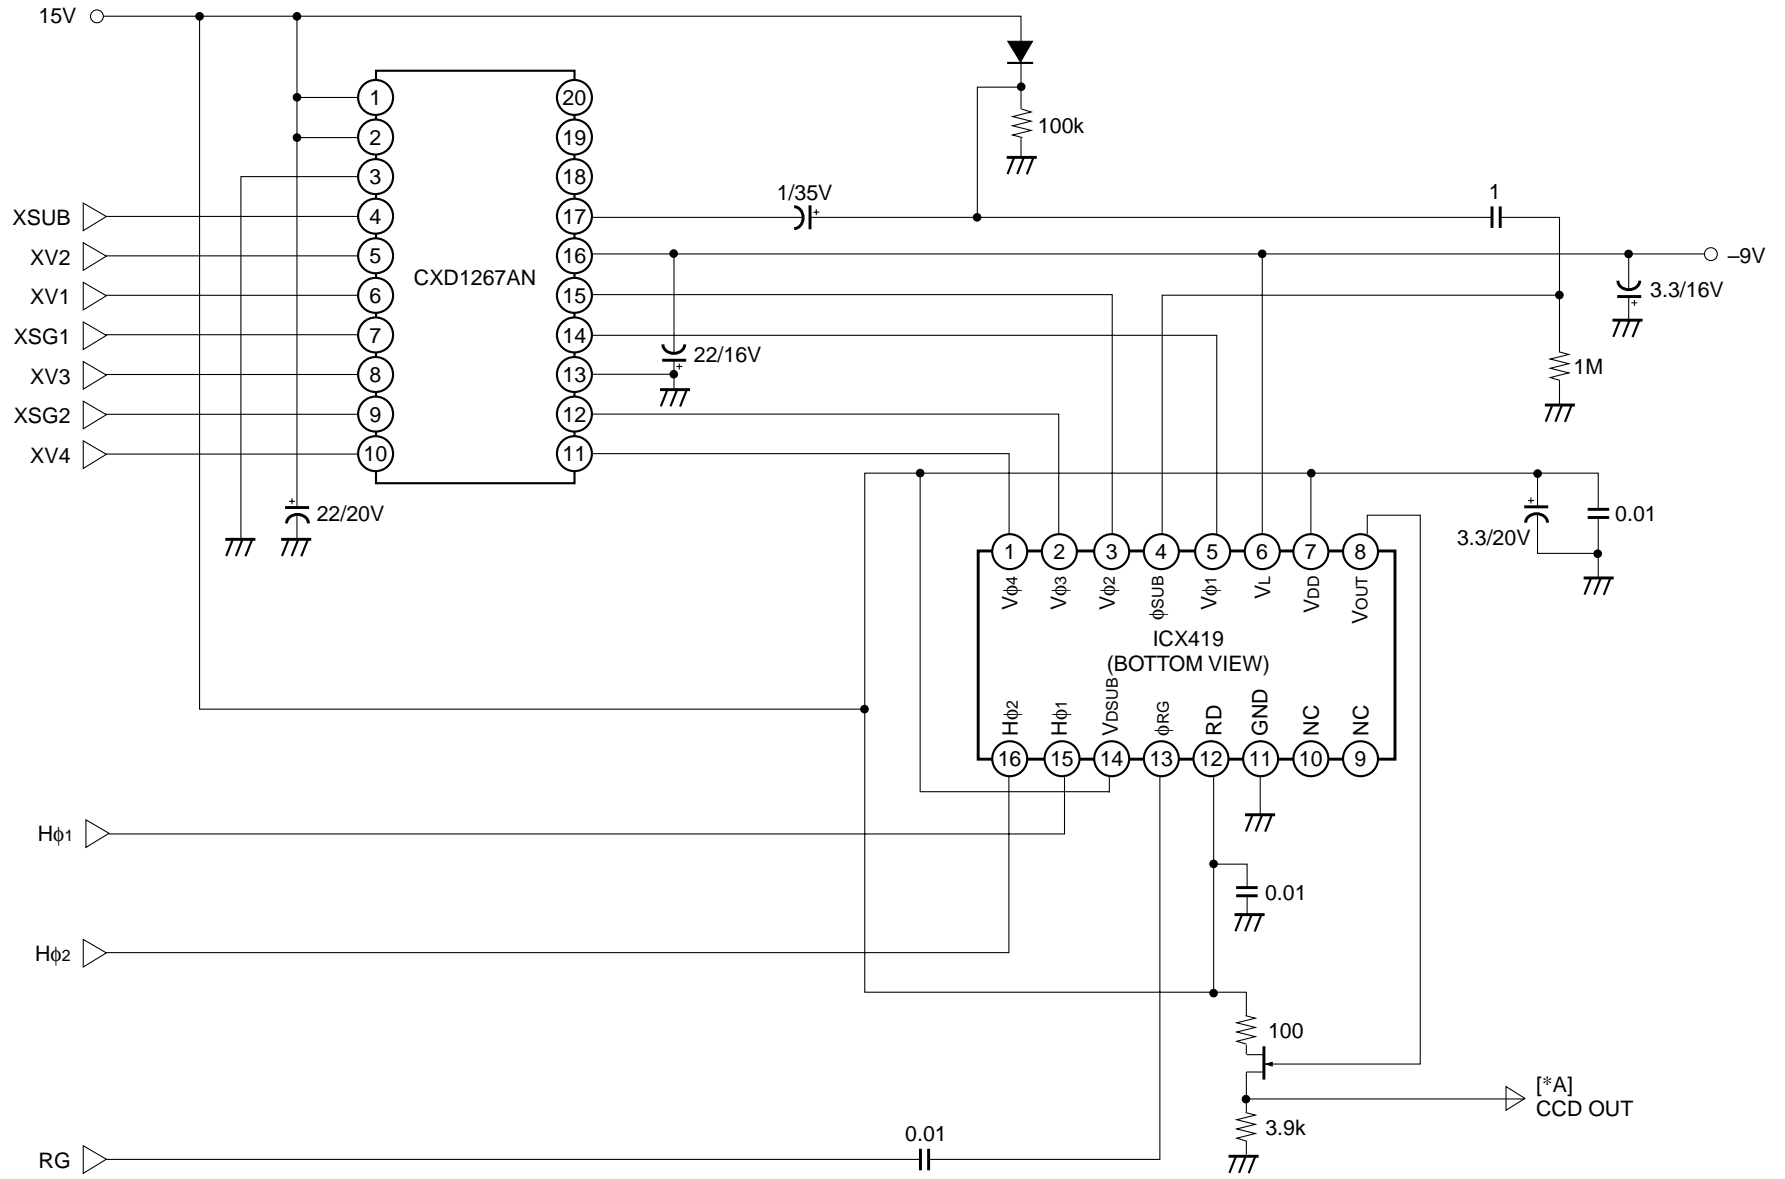 15V
1
20
2
19
100k
3
18
1/35V
1
XSUB
4
17
XV2
5
16
–9V
CXD1267AN
XV1
6
15
3.3/16V
XSG1
7
14
22/16V
XV3
8
13
1M
XSG2
9
12
XV4
10
11
22/20V
3.3/20V
0.01
1
2
3
4
5
6
7
8
Vϕ4
Vϕ3
Vϕ2
ϕSUB
Vϕ1
VL
VDD
VOUT
ICX419
(BOTTOM VIEW)
Hϕ2
Hϕ1
VDSUB
ϕRG
RD
GND
NC
NC
16
15
14
13
12
11
10
9
Hϕ1
0.01
Hϕ2
100
[*A]
CCD OUT
3.9k
0.01
RG